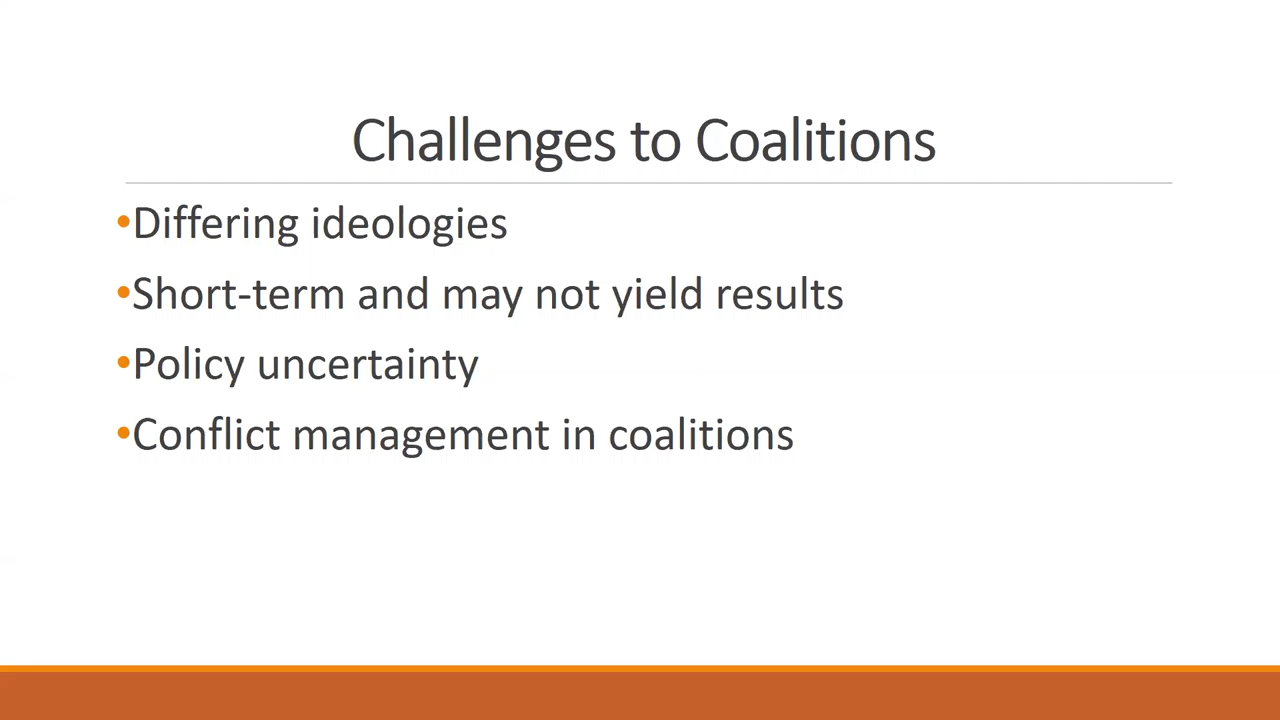 Challenges to Coalitions
•Differing ideologies
•Short-term and may not yield results
•Policy uncertainty
•Conflict management in coalitions